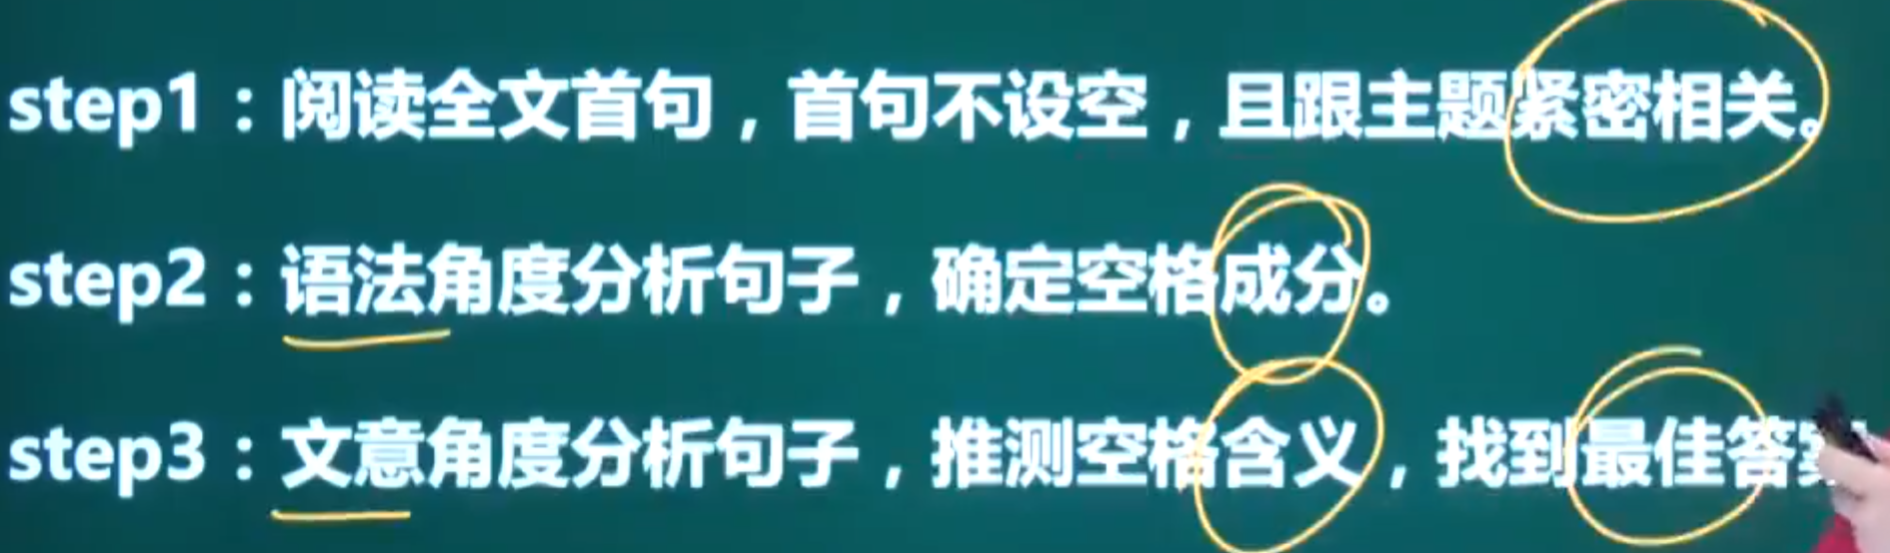 step1：阅读全文首句，首句不设空，且跟主题紧密相关。
step2：语法角度分析句子，确定空格成分。
step3：文意角度分析句子，推测空格含义，找到最佳答案